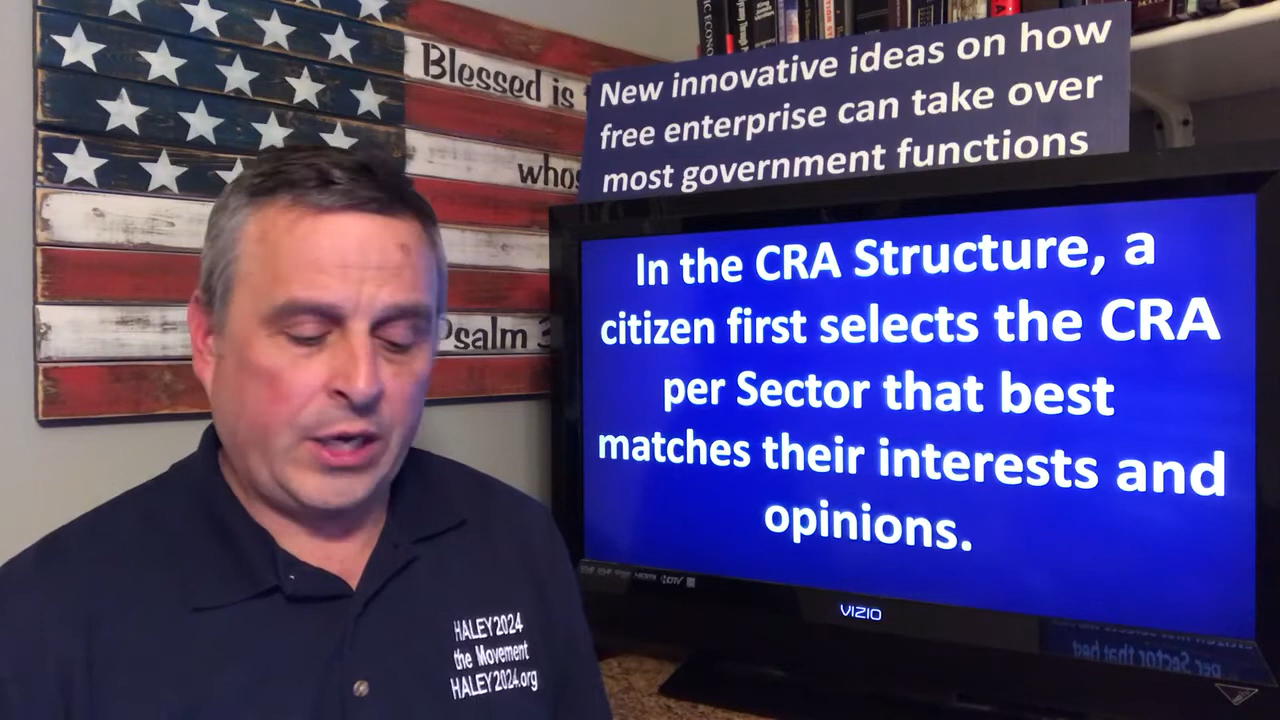 Blessed is
whos
Psalm 3
New innovative ideas on how
free enterprise can take over
most government functions
In the CRA Structure, a
citizen first selects the CRA
per Sector that best
matches their interests and
opinions.
VIZIO
HALEY2024
the Movement
HALEY2024.org